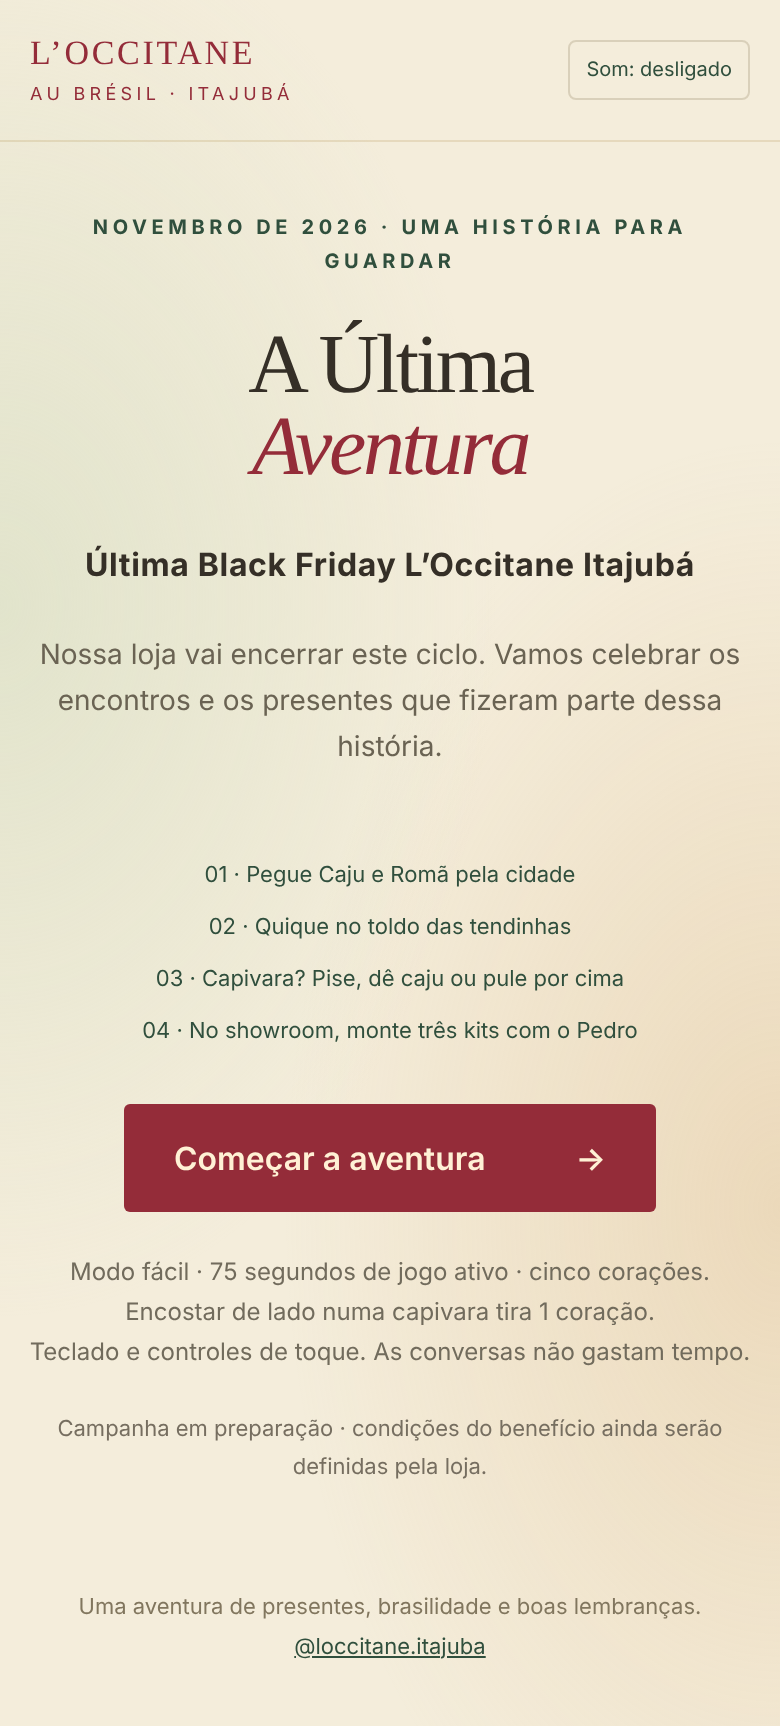 L’OCCITANE
AU BRÉSIL · ITAJUBÁ
Som: desligado
NOVEMBRO DE 2026 · UMA HISTÓRIA PARA
GUARDAR
A Última
Aventura
Última Black Friday L’Occitane Itajubá
Nossa loja vai encerrar este ciclo. Vamos celebrar os
encontros e os presentes que fizeram parte dessa
história.
01 · Pegue Caju e Romã pela cidade
02 · Quique no toldo das tendinhas
03 · Capivara? Pise, dê caju ou pule por cima
04 · No showroom, monte três kits com o Pedro
Começar a aventura →
Modo fácil · 75 segundos de jogo ativo · cinco corações.
Encostar de lado numa capivara tira 1 coração.
Teclado e controles de toque. As conversas não gastam tempo.
Campanha em preparação · condições do benefício ainda serão
definidas pela loja.
Uma aventura de presentes, brasilidade e boas lembranças.
@loccitane.itajuba